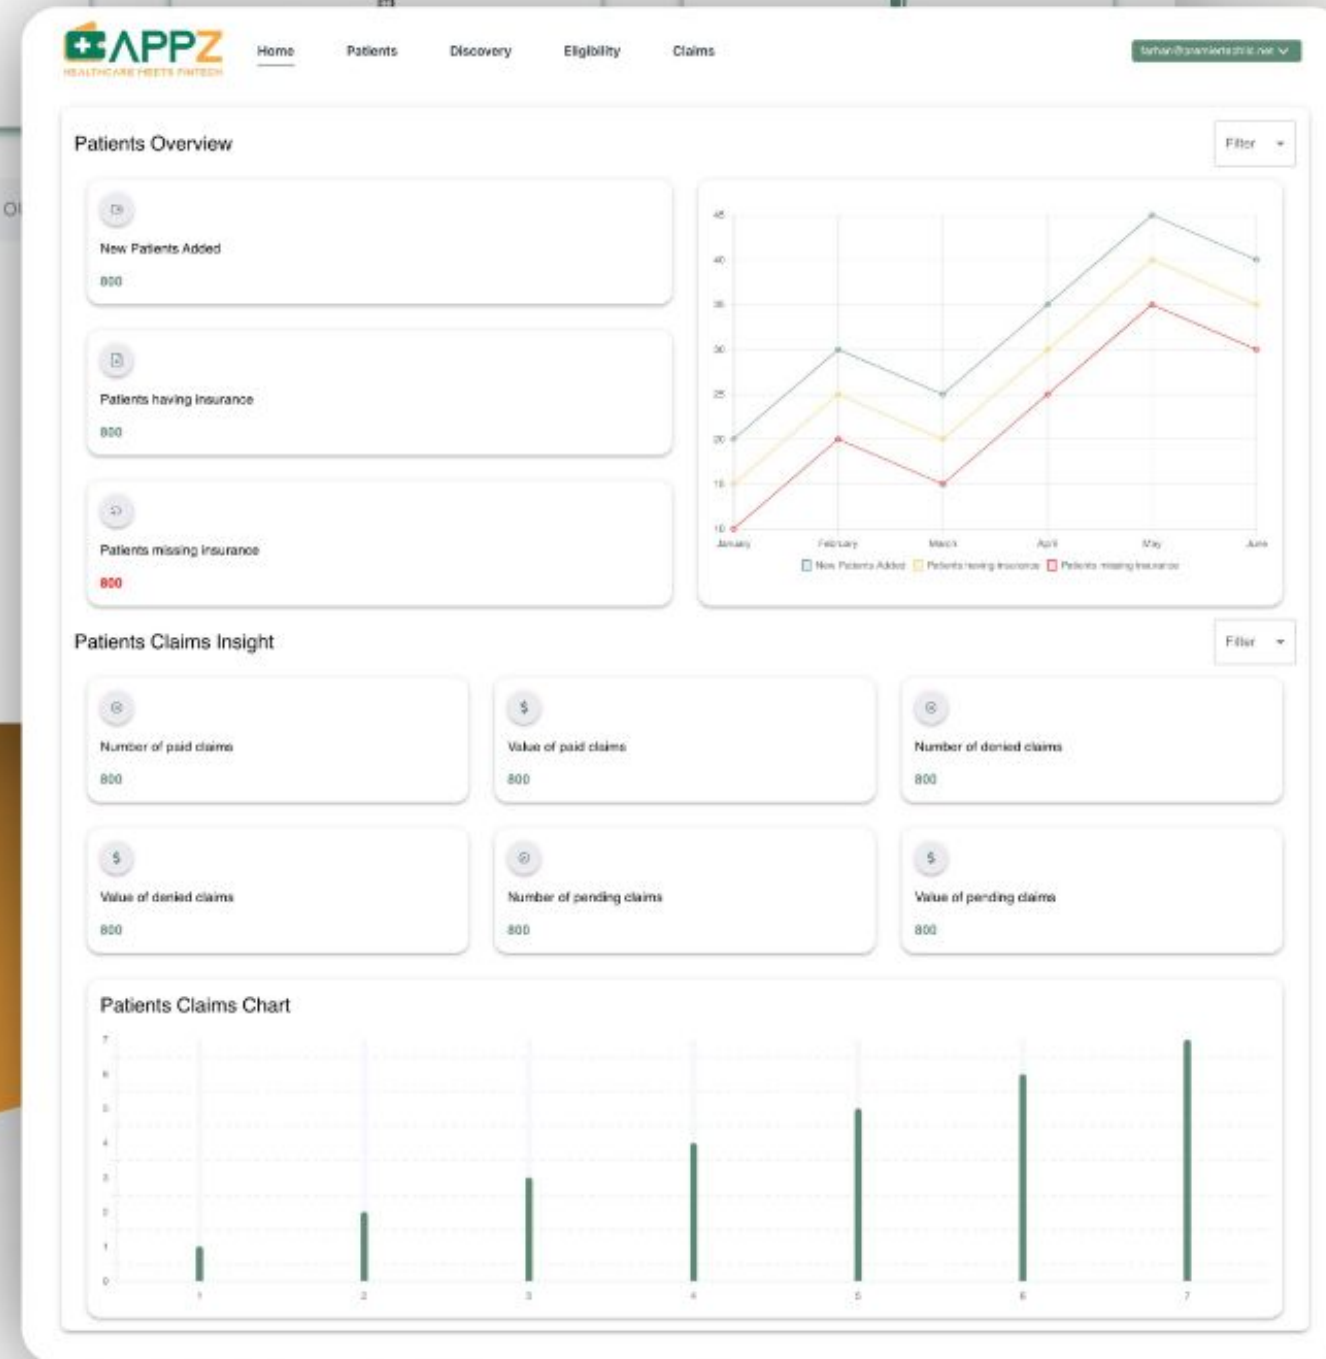 APPZ
HEALTHCARE MEETS FINTECH
Home Patients Discovery Eligibility Claims
Patients Overview
Filter
New Patients Added
800
Patients having insurance
800
Patients missing insurance
800
45
40
35
30
25
20
15
10
January February March April May June
New Patients Added Patients having insurance Patients missing insurance
Patients Claims Insight
Filter
Number of paid claims
800
Value of paid claims
800
Number of denied claims
800
Value of denied claims
800
Number of pending claims
800
Value of pending claims
800
Patients Claims Chart
7
6
5
4
3
2
1
0
1 2 3 4 5 6 7